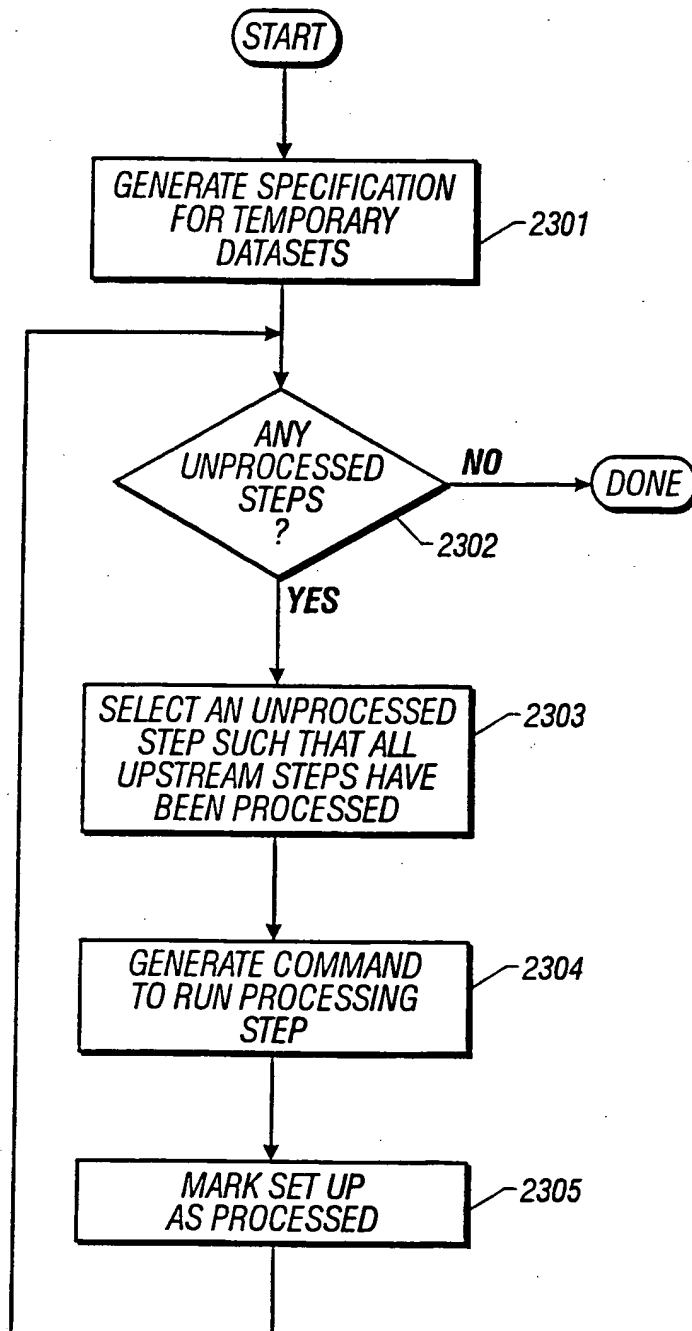 START
GENERATE SPECIFICATION
FOR TEMPORARY
DATASETS
2301
ANY
UNPROCESSED
STEPS
?
NO
DONE
2302
YES
SELECT AN UNPROCESSED
STEP SUCH THAT ALL
UPSTREAM STEPS HAVE
BEEN PROCESSED
2303
GENERATE COMMAND
TO RUN PROCESSING
STEP
2304
MARK SET UP
AS PROCESSED
2305